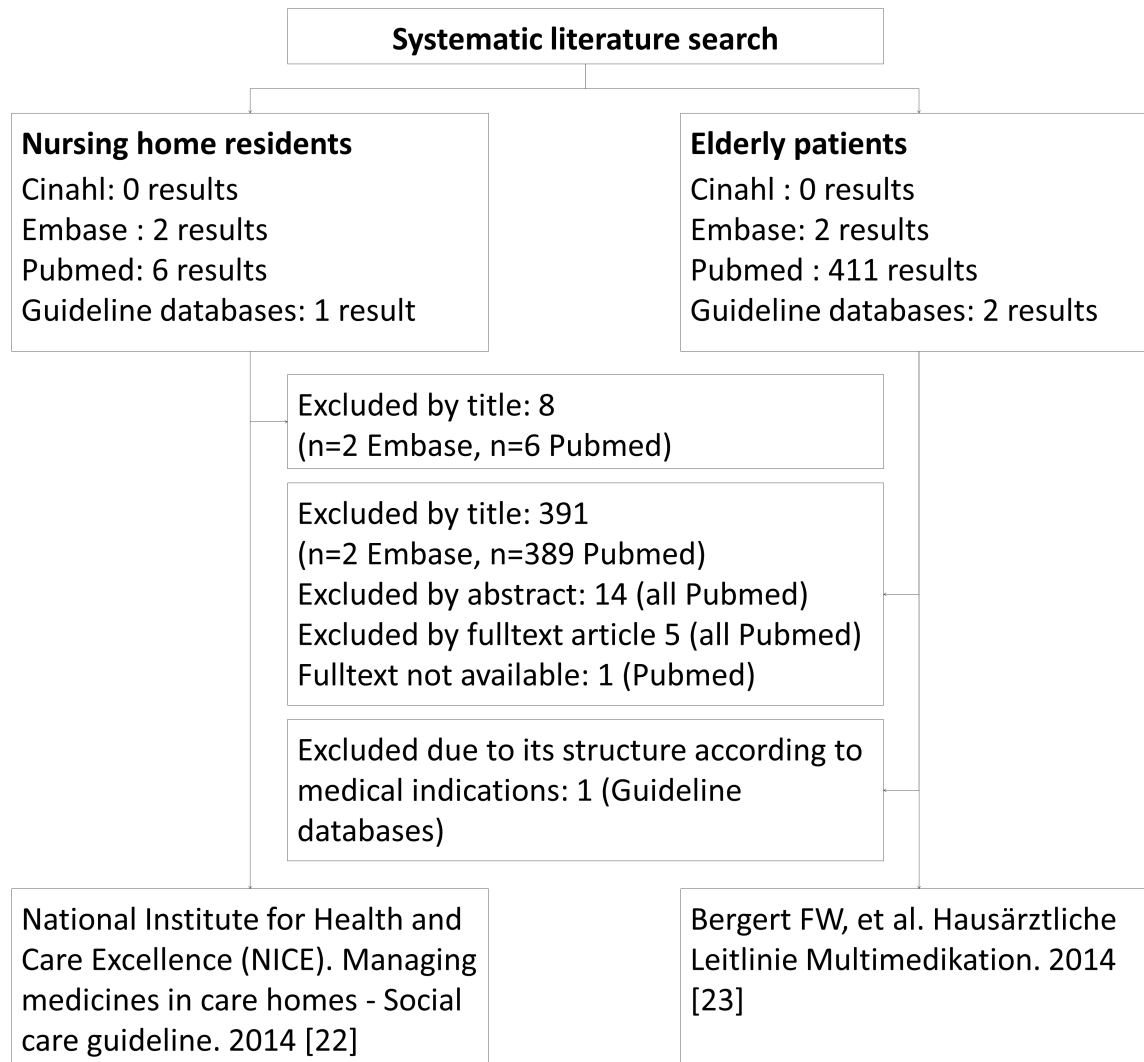 Systematic literature search
Nursing home residents
Cinahl: 0 results
Embase : 2 results
Pubmed: 6 results
Guideline databases: 1 result
Elderly patients
Cinahl : 0 results
Embase: 2 results
Pubmed : 411 results
Guideline databases: 2 results
Excluded by title: 8
(n=2 Embase, n=6 Pubmed)
Excluded by title: 391
(n=2 Embase, n=389 Pubmed)
Excluded by abstract: 14 (all Pubmed)
Excluded by fulltext article 5 (all Pubmed)
Fulltext not available: 1 (Pubmed)
Excluded due to its structure according to
medical indications: 1 (Guideline
databases)
National Institute for Health and
Care Excellence (NICE). Managing
medicines in care homes - Social
care guideline. 2014 [22]
Bergert FW, et al. Hausärztliche
Leitlinie Multimedikation. 2014
[23]